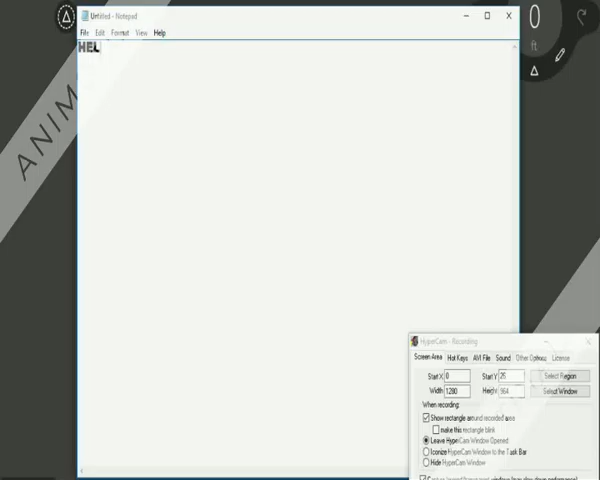 Untitled - Notepad
File Edit Format View Help
HEL
ANIM
0
ft
HyperCam - Recording
Screen Area Hot Keys AVI File Sound Other Options License
Start X 0 Start Y 25 Select Region
Width 1280 Height 964 Select Window
When recording:
Show rectangle around recorded area
make this rectangle blink
Leave HyperCam Window Opened
Iconize HyperCam Window to the Task Bar
Hide HyperCam Window